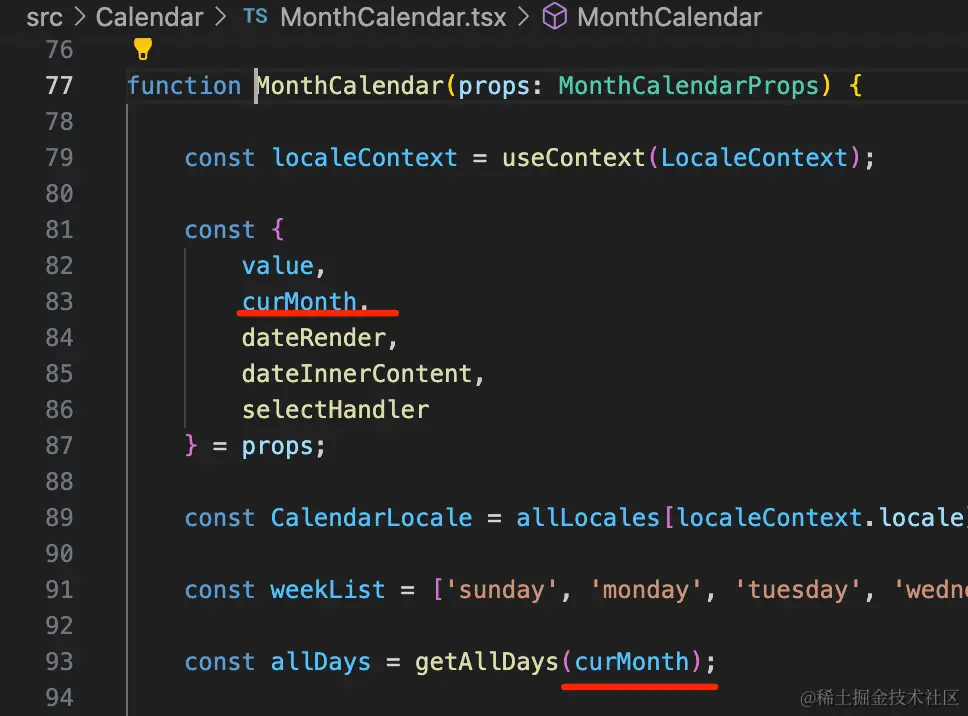 src > Calendar > TS MonthCalendar.tsx > MonthCalendar
76
77 function MonthCalendar(props: MonthCalendarProps) {
78
79 const localeContext = useContext(LocaleContext);
80
81 const {
82 value,
83 curMonth,
84 dateRender,
85 dateInnerContent,
86 selectHandler
87 } = props;
88
89 const CalendarLocale = allLocales[localeContext.locale]
90
91 const weekList = ['sunday', 'monday', 'tuesday', 'wedne
92
93 const allDays = getAllDays(curMonth);
94
@稀土掘金技术社区